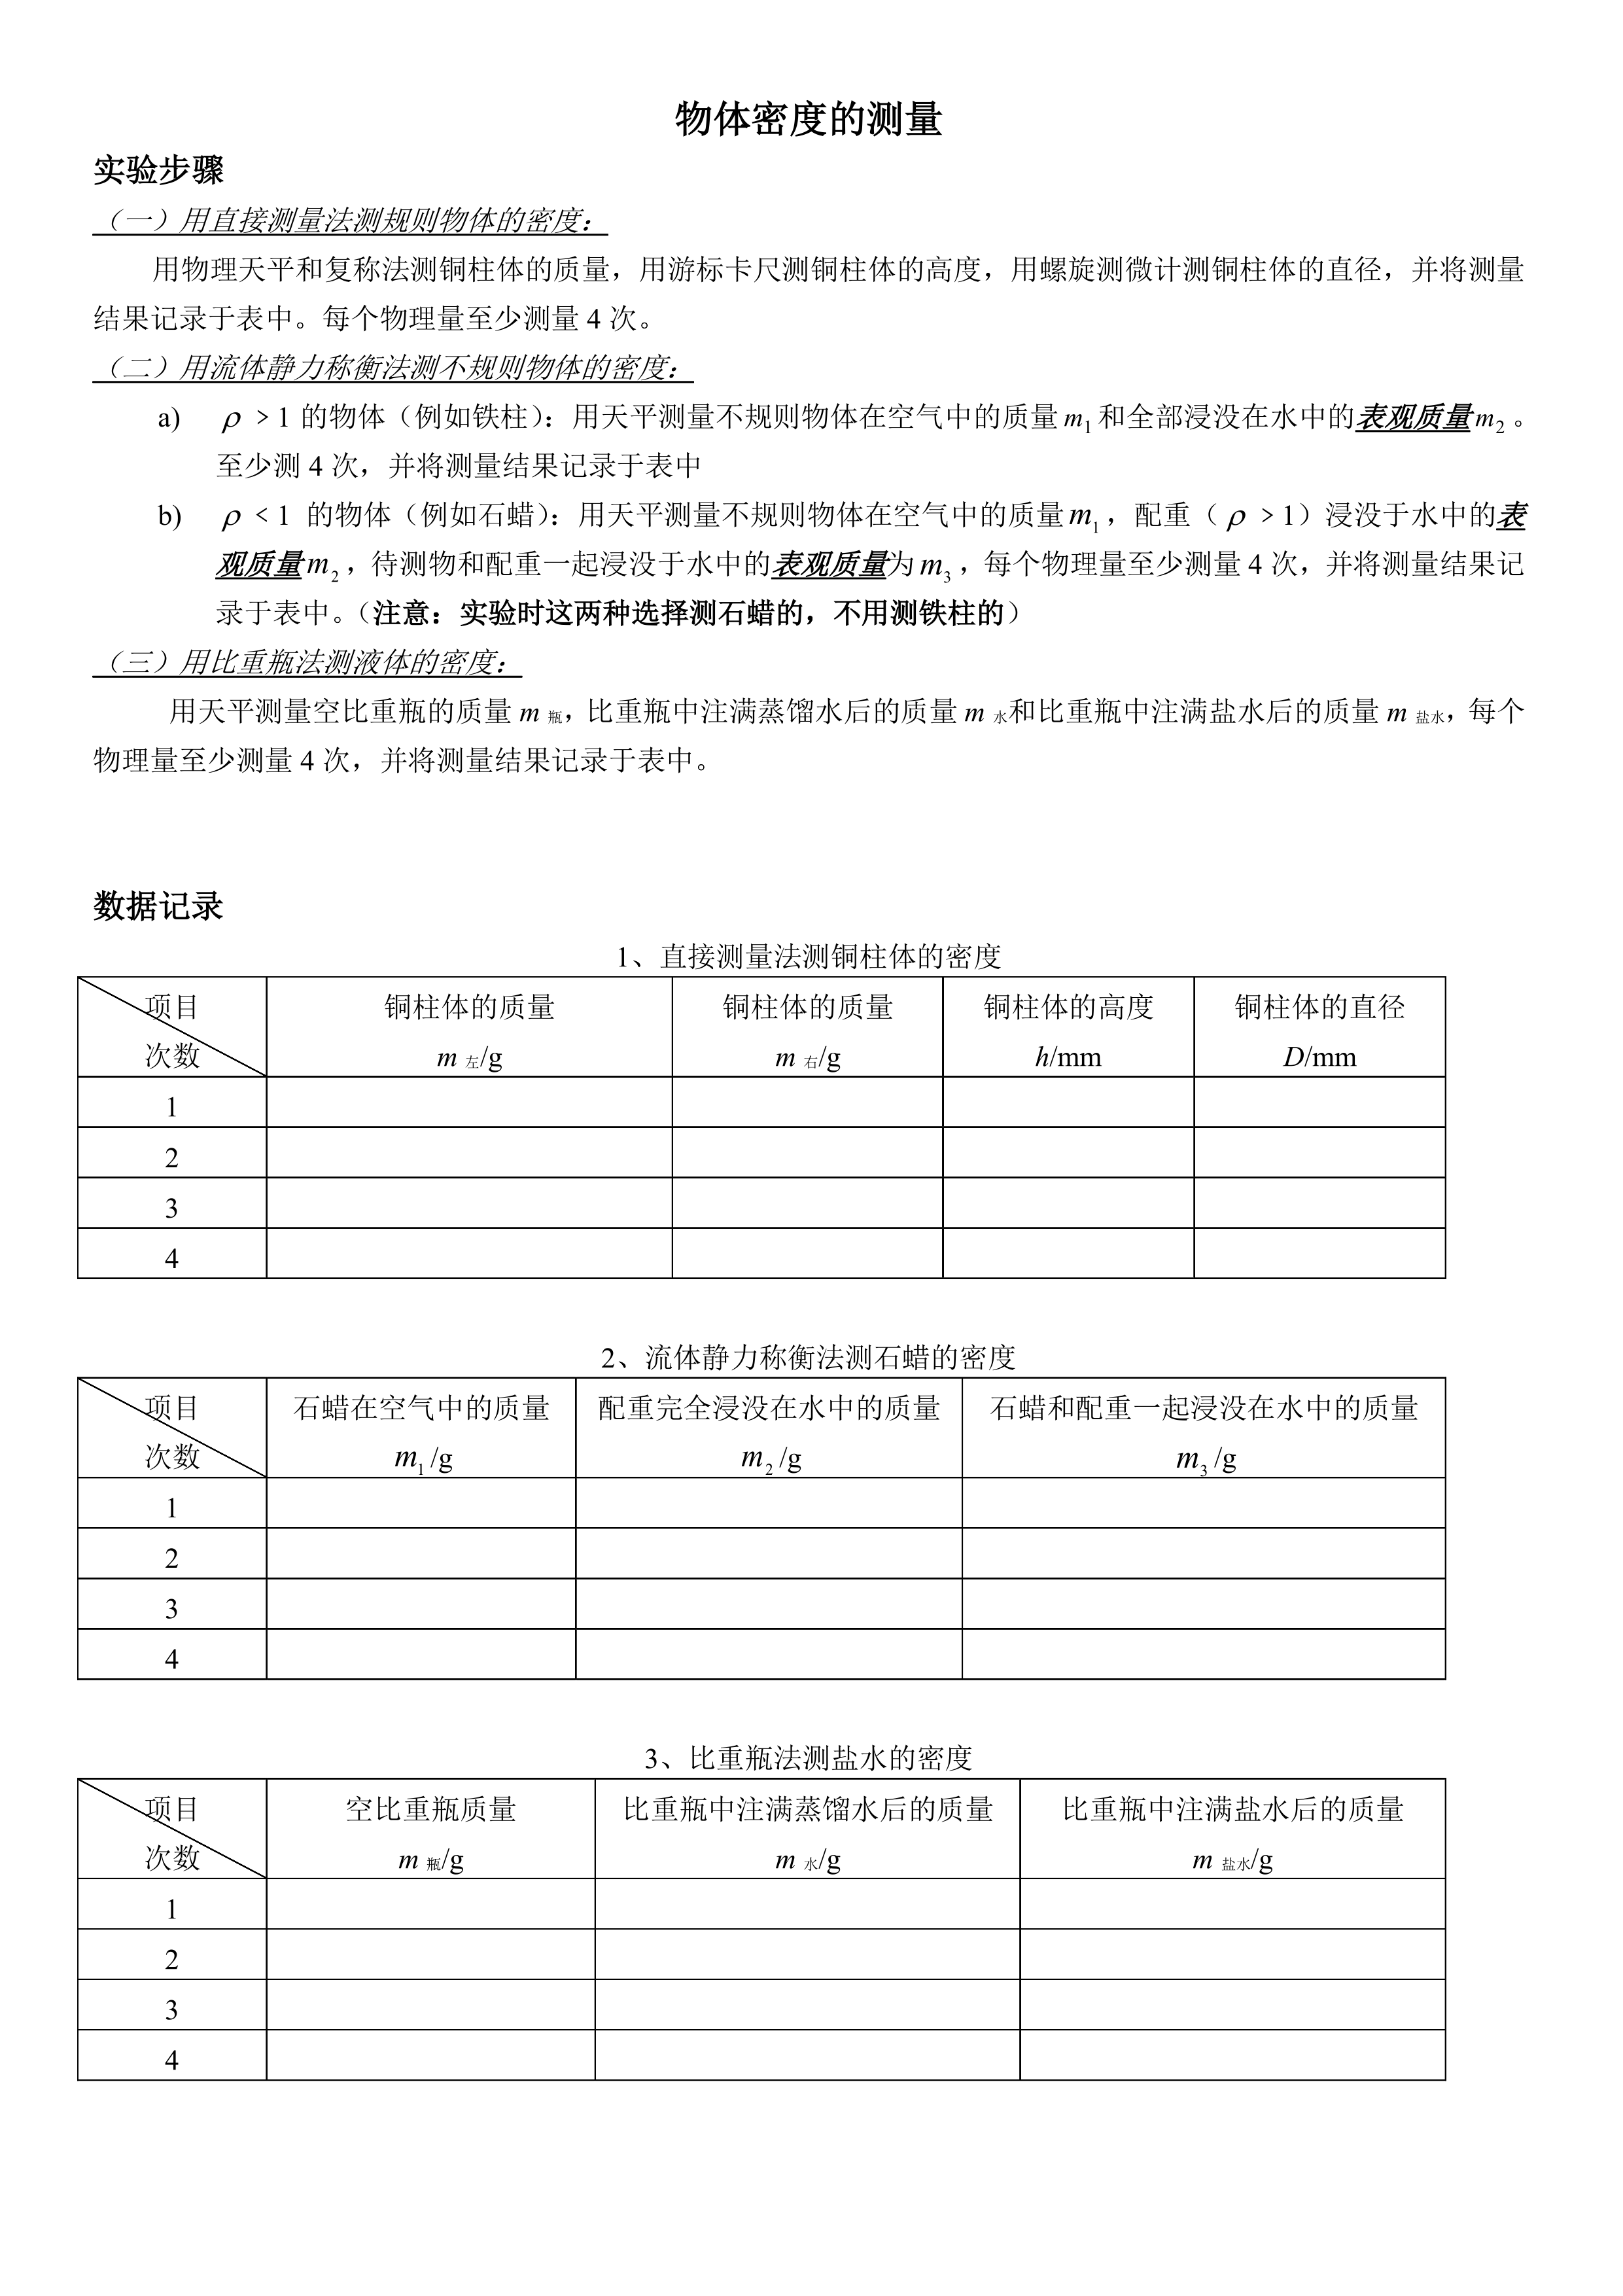 物体密度的测量
实验步骤
（一）用直接测量法测规则物体的密度：
用物理天平和复称法测铜柱体的质量，用游标卡尺测铜柱体的高度，用螺旋测微计测铜柱体的直径，并将测量
结果记录于表中。每个物理量至少测量 4 次。
（二）用流体静力称衡法测不规则物体的密度：
a) ρ > 1 的物体（例如铁柱）：用天平测量不规则物体在空气中的质量 m₁ 和全部浸没在水中的表观质量 m₂ 。
至少测 4 次，并将测量结果记录于表中
b) ρ < 1 的物体（例如石蜡）：用天平测量不规则物体在空气中的质量 m₁ ，配重（ ρ > 1）浸没于水中的表
观质量 m₂ ，待测物和配重一起浸没于水中的表观质量为 m₃ ，每个物理量至少测量 4 次，并将测量结果记
录于表中。（注意：实验时这两种选择测石蜡的，不用测铁柱的）
（三）用比重瓶法测液体的密度：
用天平测量空比重瓶的质量 m 瓶，比重瓶中注满蒸馏水后的质量 m 水和比重瓶中注满盐水后的质量 m 盐水，每个
物理量至少测量 4 次，并将测量结果记录于表中。
数据记录
1、直接测量法测铜柱体的密度
项目 铜柱体的质量 铜柱体的质量 铜柱体的高度 铜柱体的直径
次数 m 左/g m 右/g h/mm D/mm
1
2
3
4
2、流体静力称衡法测石蜡的密度
项目 石蜡在空气中的质量 配重完全浸没在水中的质量 石蜡和配重一起浸没在水中的质量
次数 m₁ /g m₂ /g m₃ /g
1
2
3
4
3、比重瓶法测盐水的密度
项目 空比重瓶质量 比重瓶中注满蒸馏水后的质量 比重瓶中注满盐水后的质量
次数 m 瓶/g m 水/g m 盐水/g
1
2
3
4